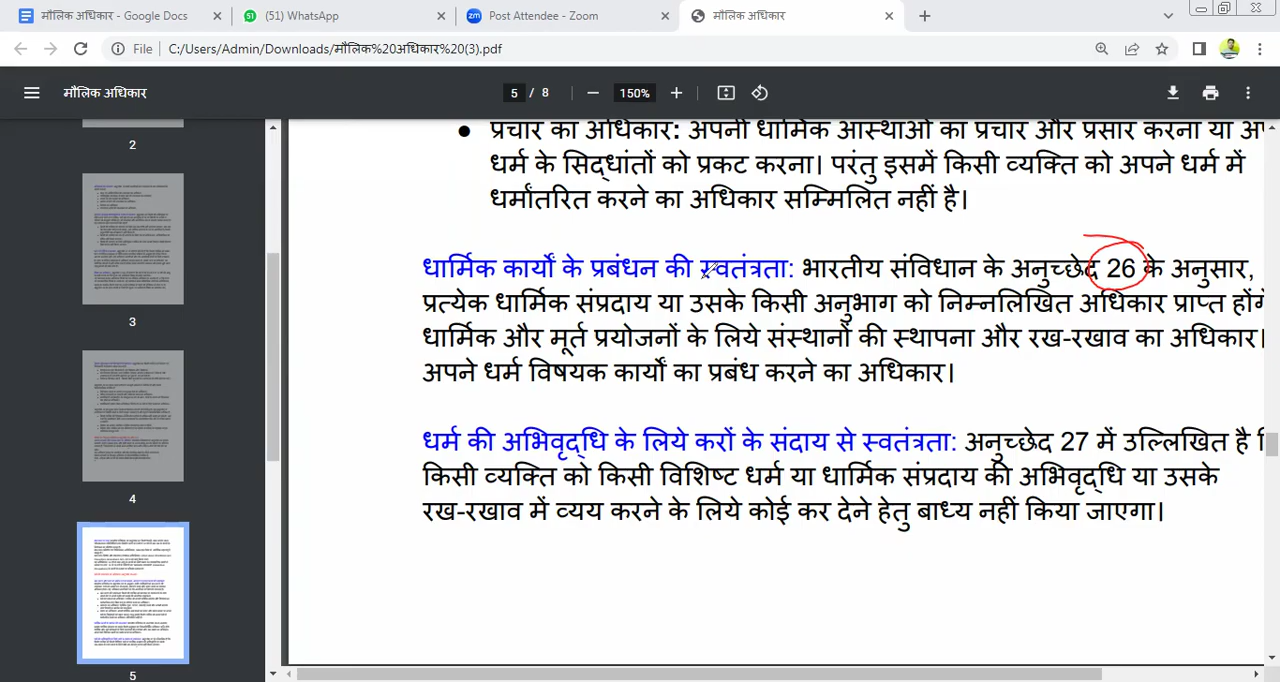 मौलिक अधिकार - Google Docs
(51) WhatsApp
Post Attendee - Zoom
मौलिक अधिकार
File
C:/Users/Admin/Downloads/मौलिक%20अधिकार%20(3).pdf
मौलिक अधिकार
5 / 8
150%
2
3
4
5
प्रचार का अधिकार: अपनी धार्मिक आस्थाओं का प्रचार और प्रसार करना या
धर्म के सिद्धांतों को प्रकट करना। परंतु इसमें किसी व्यक्ति को अपने धर्म में
धर्मांतरित करने का अधिकार सम्मिलित नहीं है।
धार्मिक कार्यों के प्रबंधन की स्वतंत्रता: भारतीय संविधान के अनुच्छेद 26 के अनुसार,
प्रत्येक धार्मिक संप्रदाय या उसके किसी अनुभाग को निम्नलिखित अधिकार प्राप्त
धार्मिक और मूर्त प्रयोजनों के लिये संस्थानों की स्थापना और रख-रखाव का अधिकार।
अपने धर्म विषयक कार्यों का प्रबंध करने का अधिकार।
धर्म की अभिवृद्धि के लिये करों के संदाय से स्वतंत्रता: अनुच्छेद 27 में उल्लिखित है
किसी व्यक्ति को किसी विशिष्ट धर्म या धार्मिक संप्रदाय की अभिवृद्धि या उसके
रख-रखाव में व्यय करने के लिये कोई कर देने हेतु बाध्य नहीं किया जाएगा।